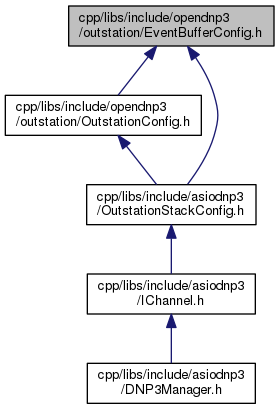 cpp/libs/include/opendnp3
/outstation/EventBufferConfig.h
cpp/libs/include/opendnp3
/outstation/OutstationConfig.h
cpp/libs/include/asiodnp3
/OutstationStackConfig.h
cpp/libs/include/asiodnp3
/IChannel.h
cpp/libs/include/asiodnp3
/DNP3Manager.h